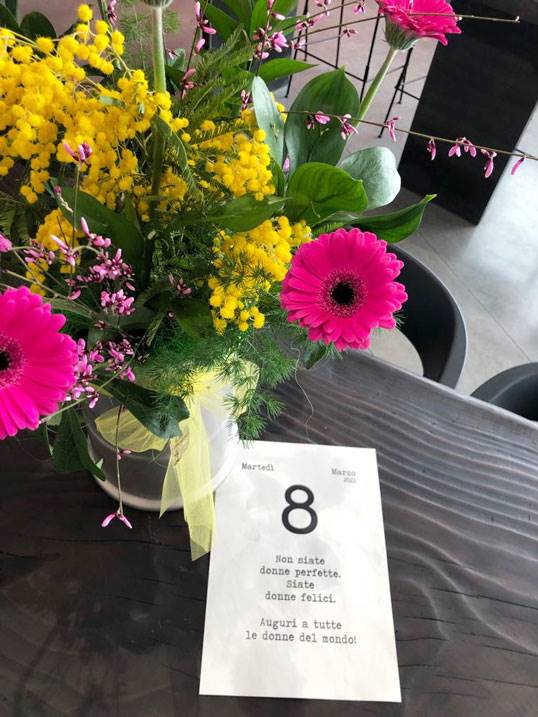 Martedì Marzo
2022
8
Non siate
donne perfette.
Siate
donne felici.
Auguri a tutte
le donne del mondo!